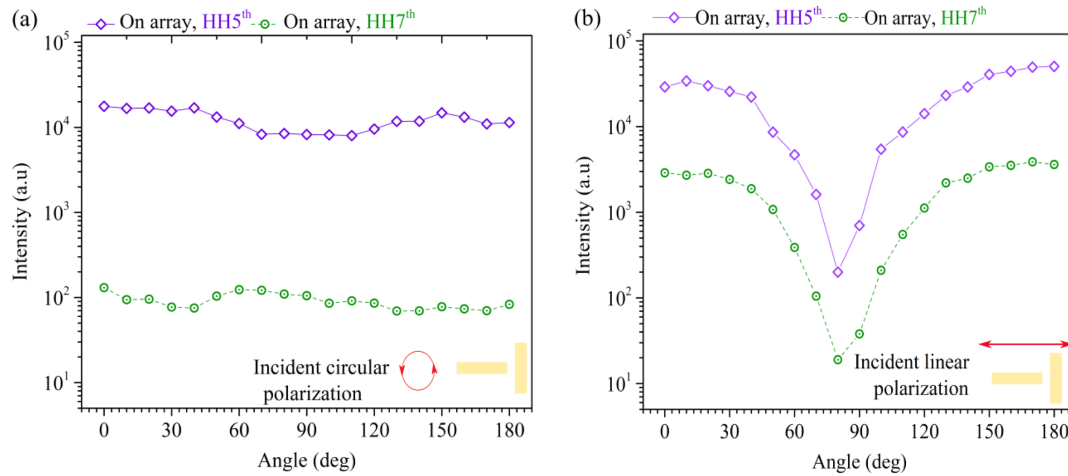 (a)
On array, HH5th
On array, HH7th
Intensity (a.u)
10^5
10^4
10^3
10^2
10^1
Incident circular
polarization
0 30 60 90 120 150 180
Angle (deg)
(b)
On array, HH5th
On array, HH7th
Intensity (a.u)
10^5
10^4
10^3
10^2
10^1
Incident linear
polarization
0 30 60 90 120 150 180
Angle (deg)